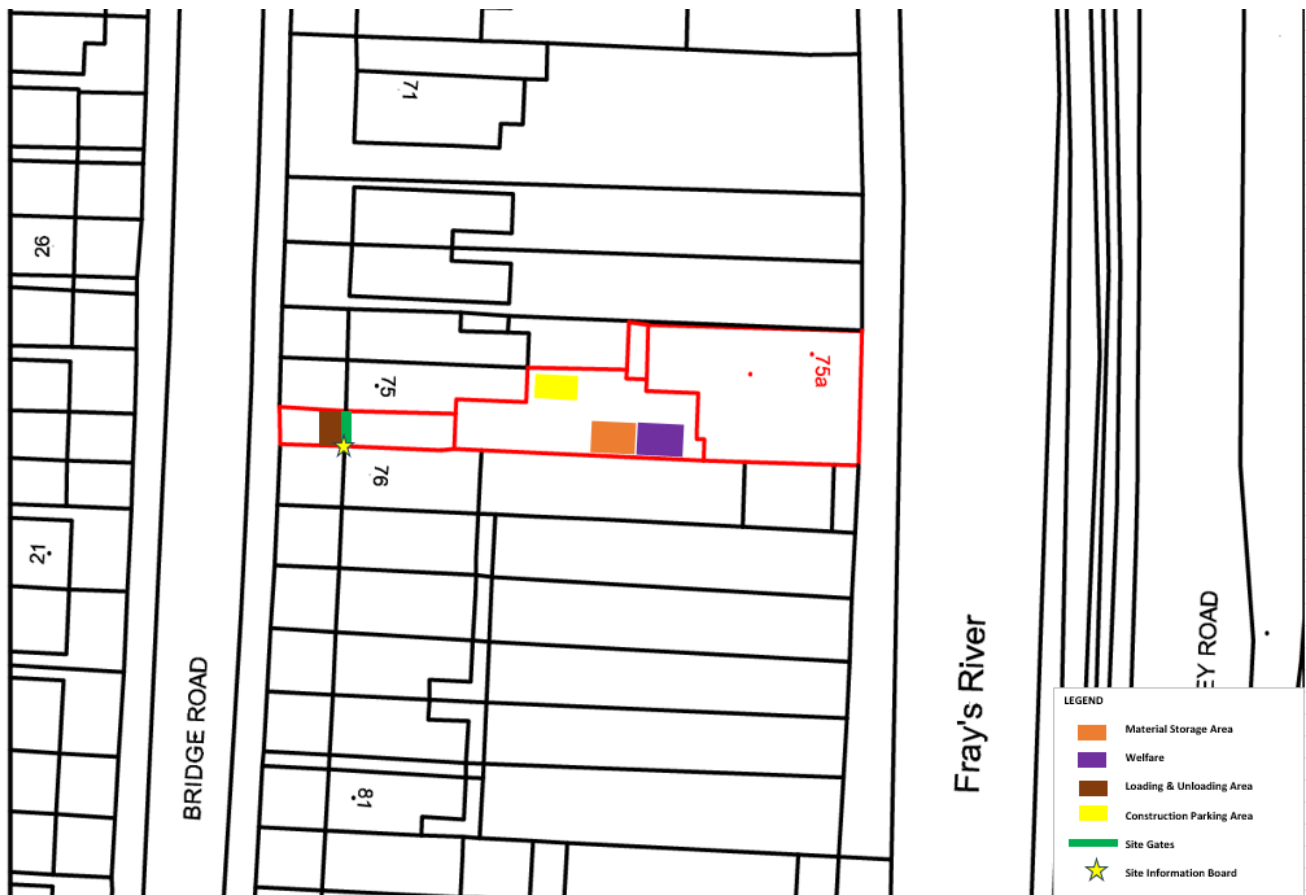 71
26
75
75a
76
21
BRIDGE ROAD
81
Fray's River
EY ROAD
LEGEND
Material Storage Area
Welfare
Loading & Unloading Area
Construction Parking Area
Site Gates
Site Information Board